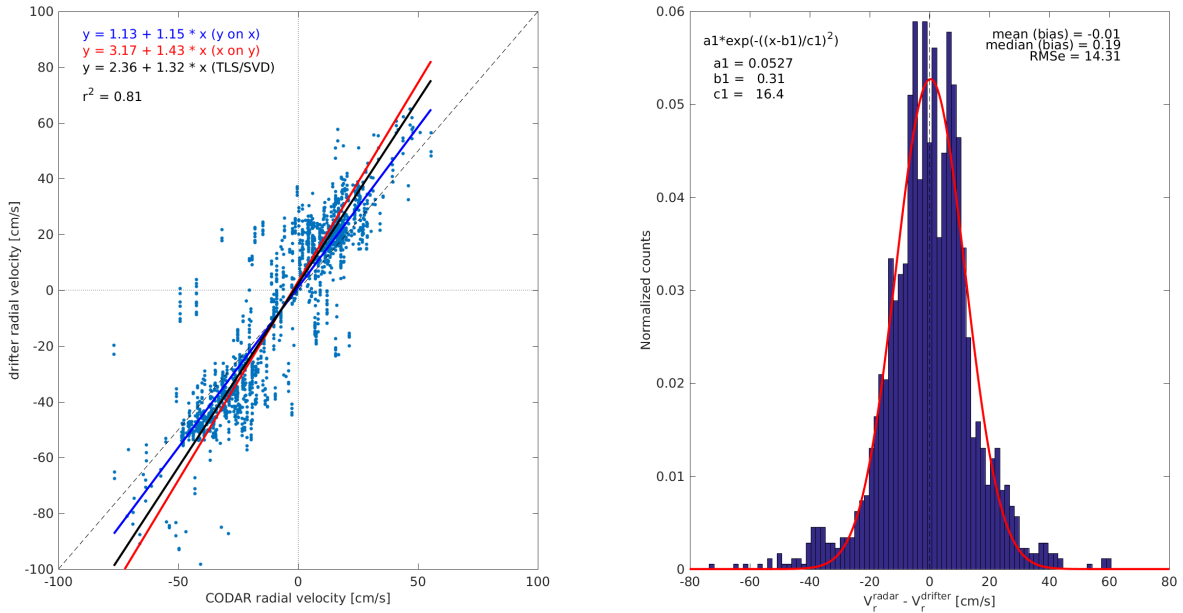 y = 1.13 + 1.15 * x (y on x)
y = 3.17 + 1.43 * x (x on y)
y = 2.36 + 1.32 * x (TLS/SVD)
r² = 0.81
100
80
60
40
20
0
-20
-40
-60
-80
-100
-100
-50
0
50
100
drifter radial velocity [cm/s]
CODAR radial velocity [cm/s]
a1*exp(-((x-b1)/c1)²)
a1 = 0.0527
b1 = 0.31
c1 = 16.4
mean (bias) = -0.01
median (bias) = 0.19
RMSe = 14.31
0.06
0.05
0.04
0.03
0.02
0.01
0
-80
-60
-40
-20
0
20
40
60
80
Normalized counts
V_r^radar - V_r^drifter [cm/s]